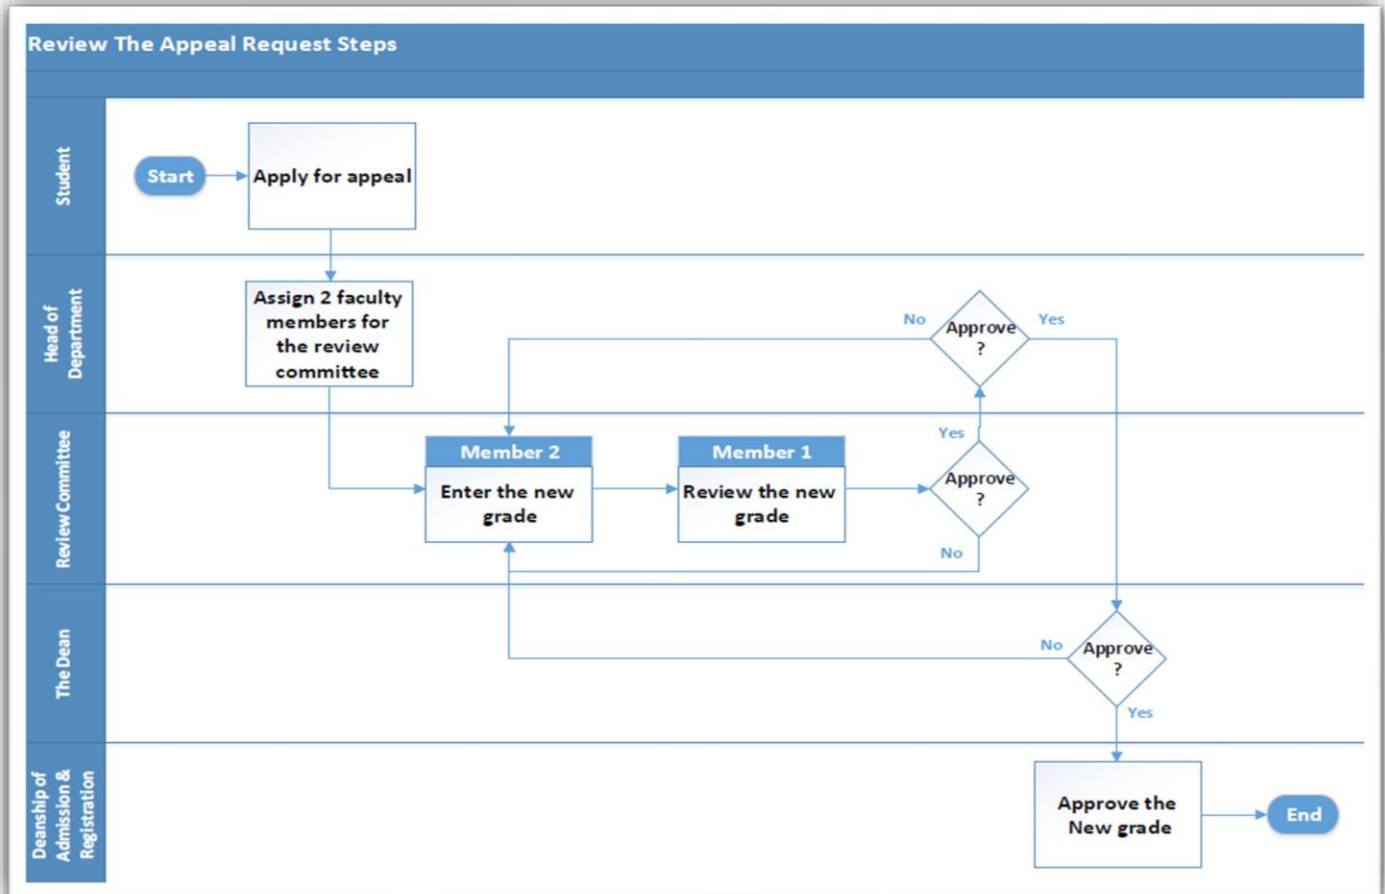 Review The Appeal Request Steps
Student
Start
Apply for appeal
Head of
Department
Assign 2 faculty
members for
the review
committee
No
Approve
?
Yes
Review Committee
Member 2
Enter the new
grade
Member 1
Review the new
grade
Yes
Approve
?
No
The Dean
No
Approve
?
Yes
Deanship of
Admission &
Registration
Approve the
New grade
End